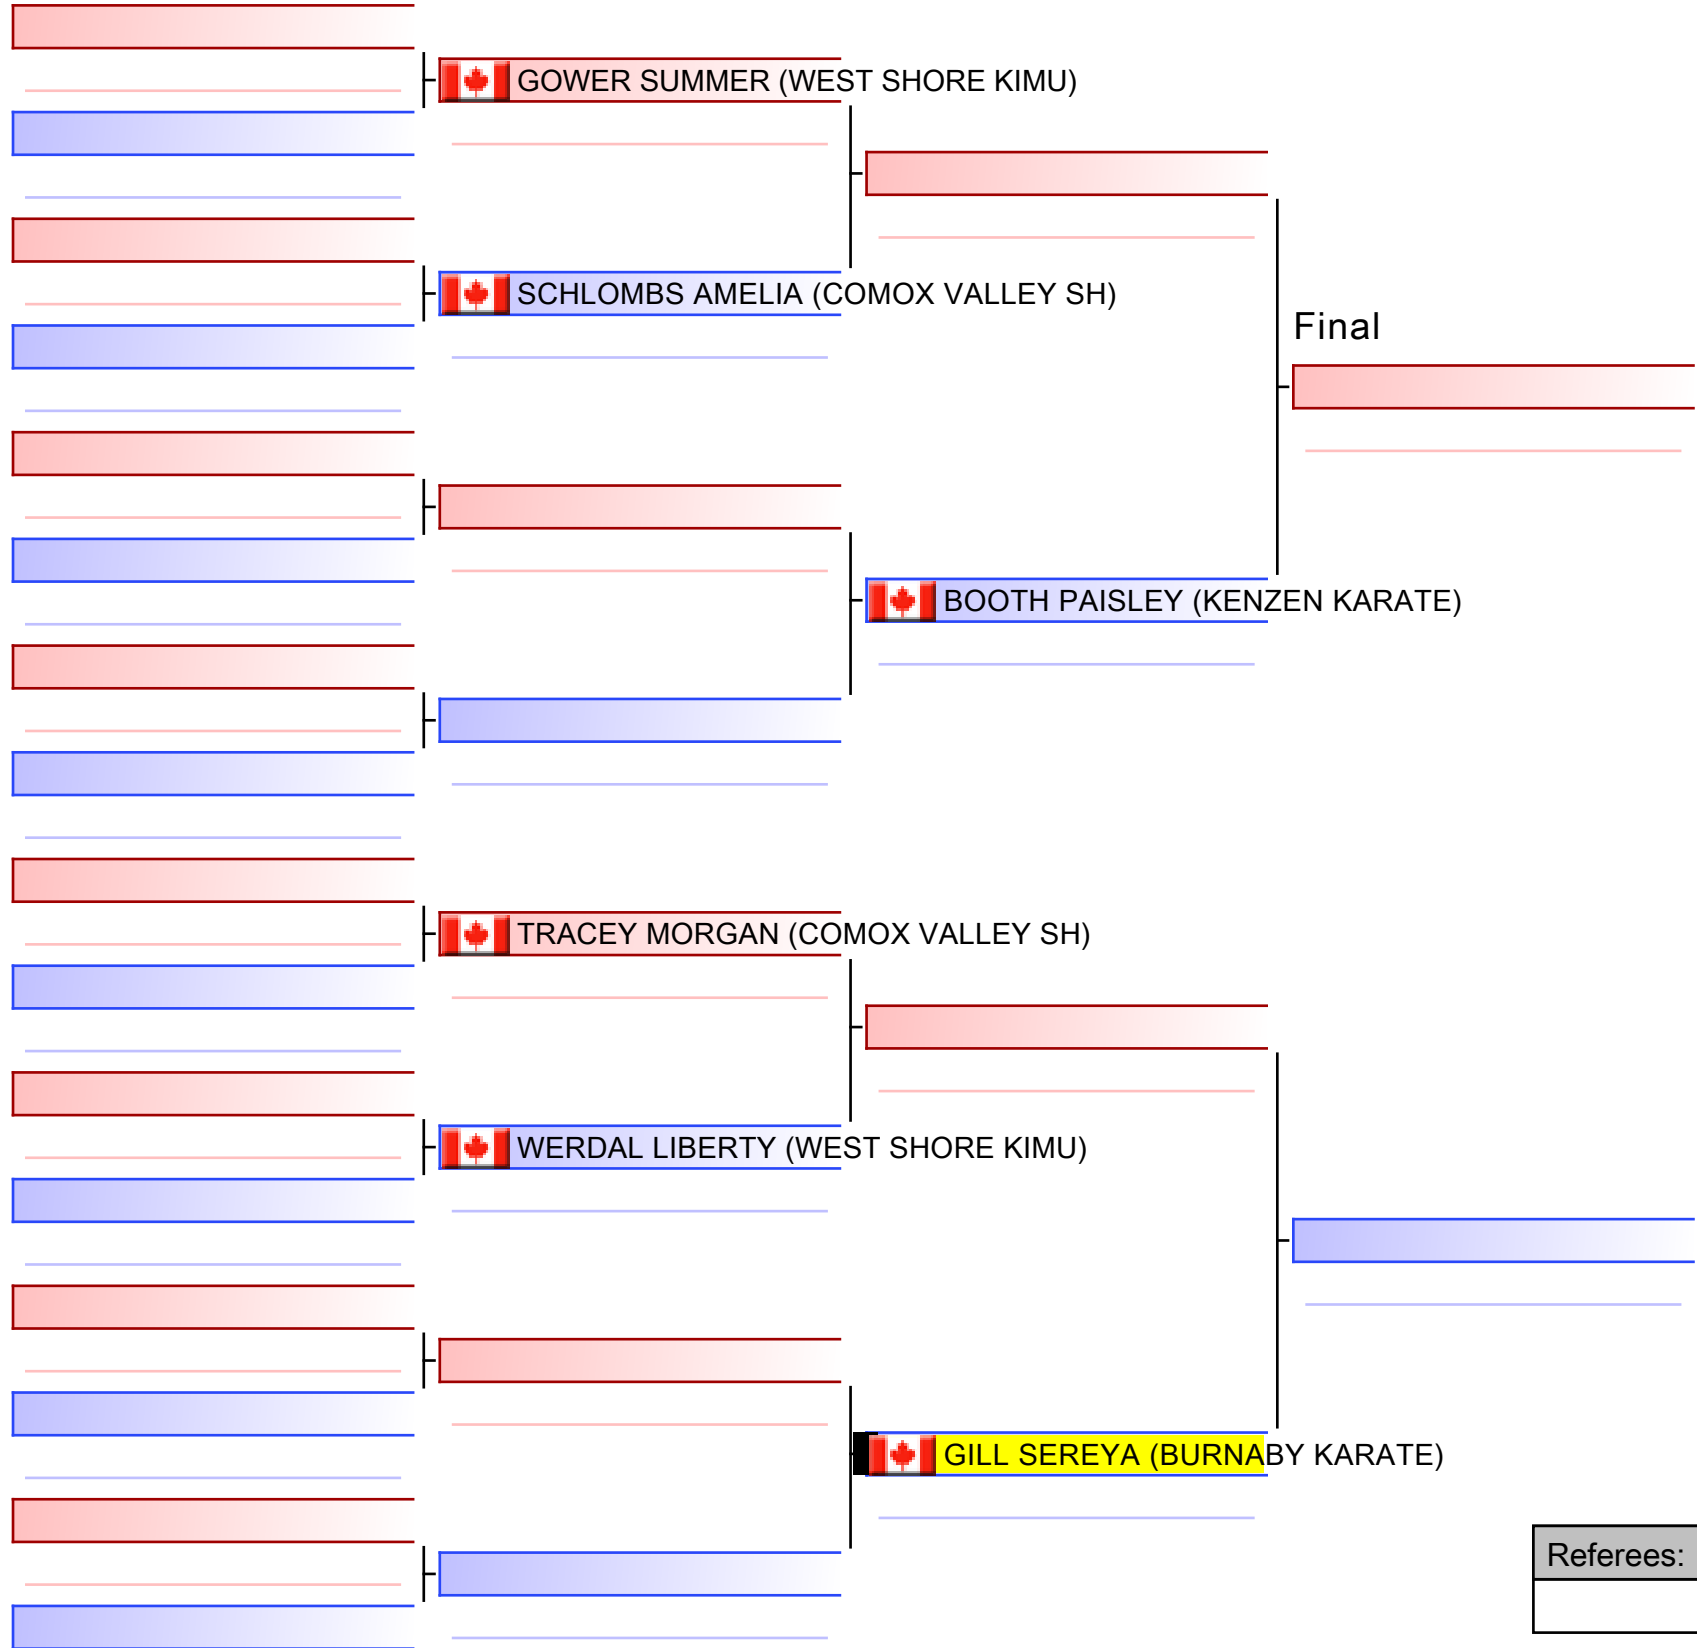 GOWER SUMMER (WEST SHORE KIMU)
SCHLOMBS AMELIA (COMOX VALLEY SH)
Final
BOOTH PAISLEY (KENZEN KARATE)
TRACEY MORGAN (COMOX VALLEY SH)
WERDAL LIBERTY (WEST SHORE KIMU)
GILL SEREYA (BURNABY KARATE)
Referees: